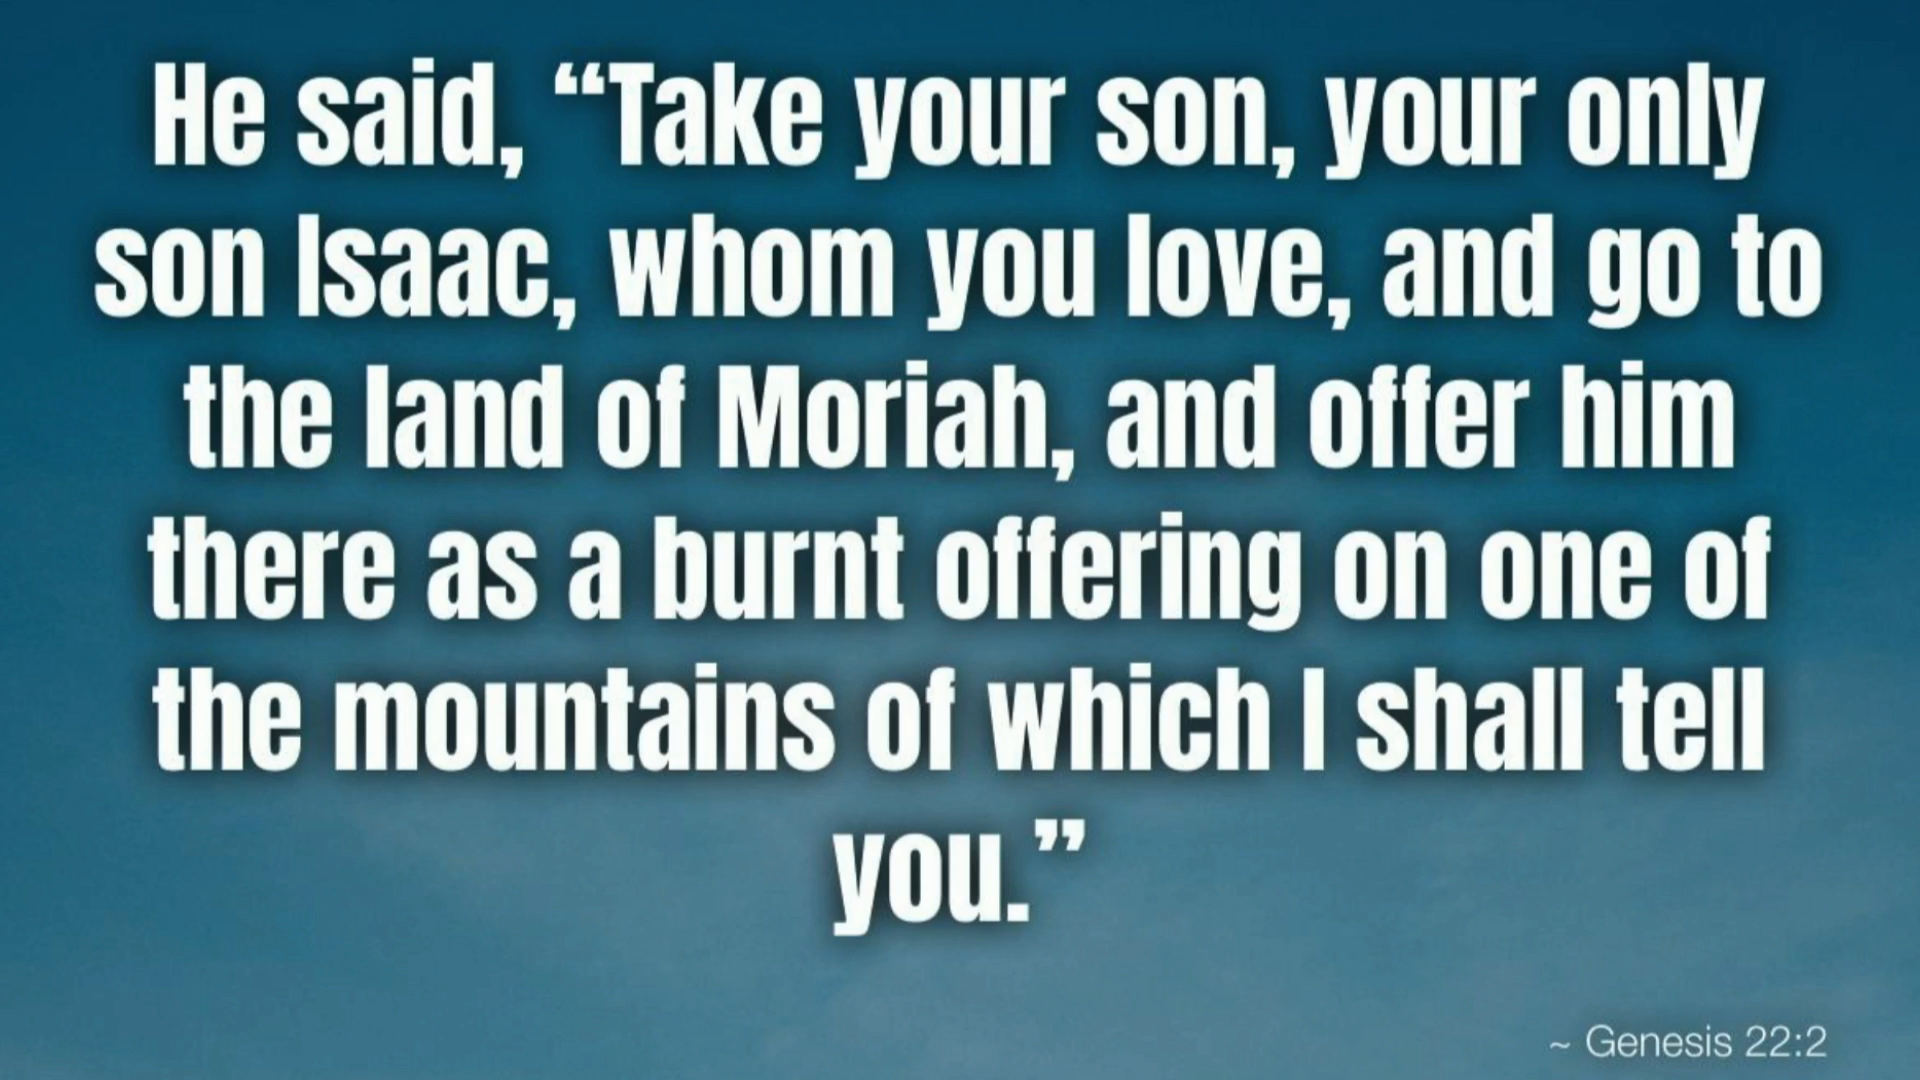 He said, “Take your son, your only
son Isaac, whom you love, and go to
the land of Moriah, and offer him
there as a burnt offering on one of
the mountains of which I shall tell
you.”
~ Genesis 22:2